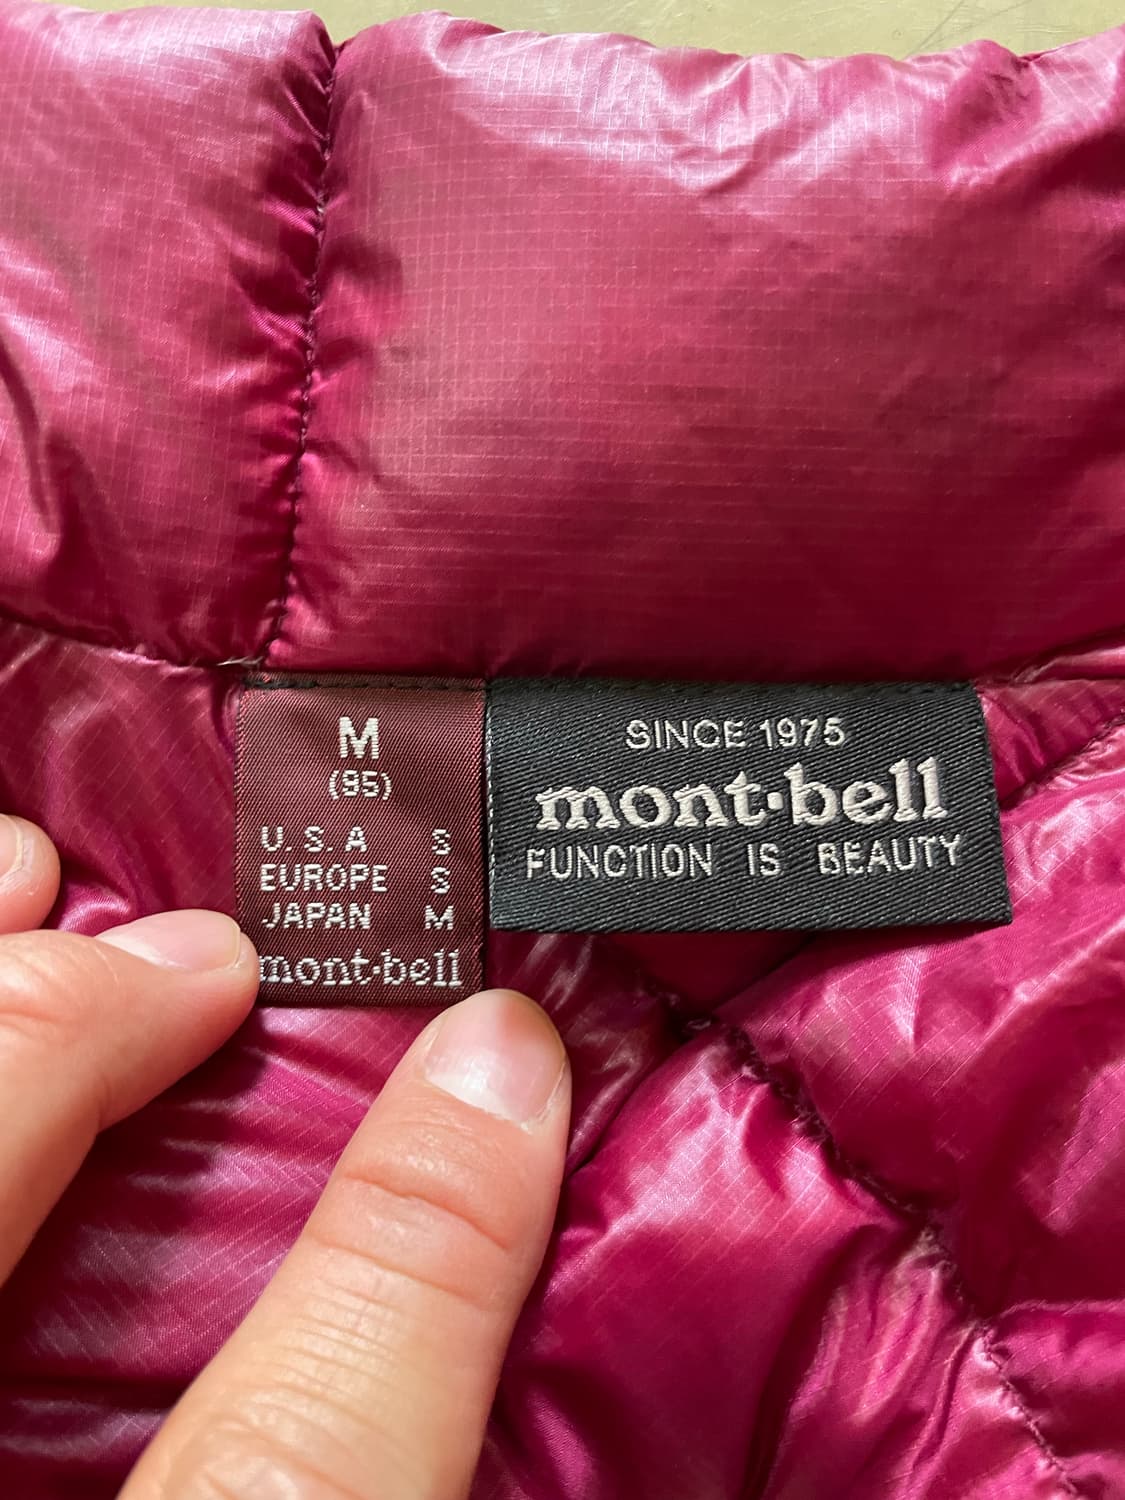 M
(95)
U.S.A S
EUROPE S
JAPAN M
mont·bell
SINCE 1975
mont·bell
FUNCTION IS BEAUTY